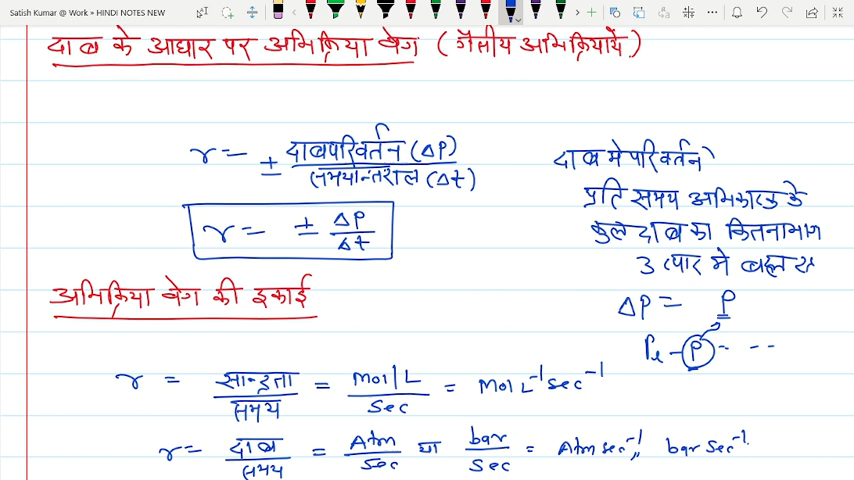 Satish Kumar @ Work » HINDI NOTES NEW
दाब के आधार पर अभिक्रिया वेग (गैसीय अभिक्रियायें)
r = ± दाब परिवर्तन (ΔP) / समयान्तराल (Δt)
r = ± ΔP / Δt
दाब मे परिवर्तन
प्रति समय अभिकारक के
कुल दाब का कितना भाग
उत्पाद मे बदल रहा
ΔP = P
P - - -
अभिक्रिया वेग की इकाई
r = सान्द्रता / समय = Mol/L / Sec = Mol L⁻¹ sec⁻¹
r = दाब / समय = Atm / sec या bar / Sec = Atm sec⁻¹,, bar sec⁻¹